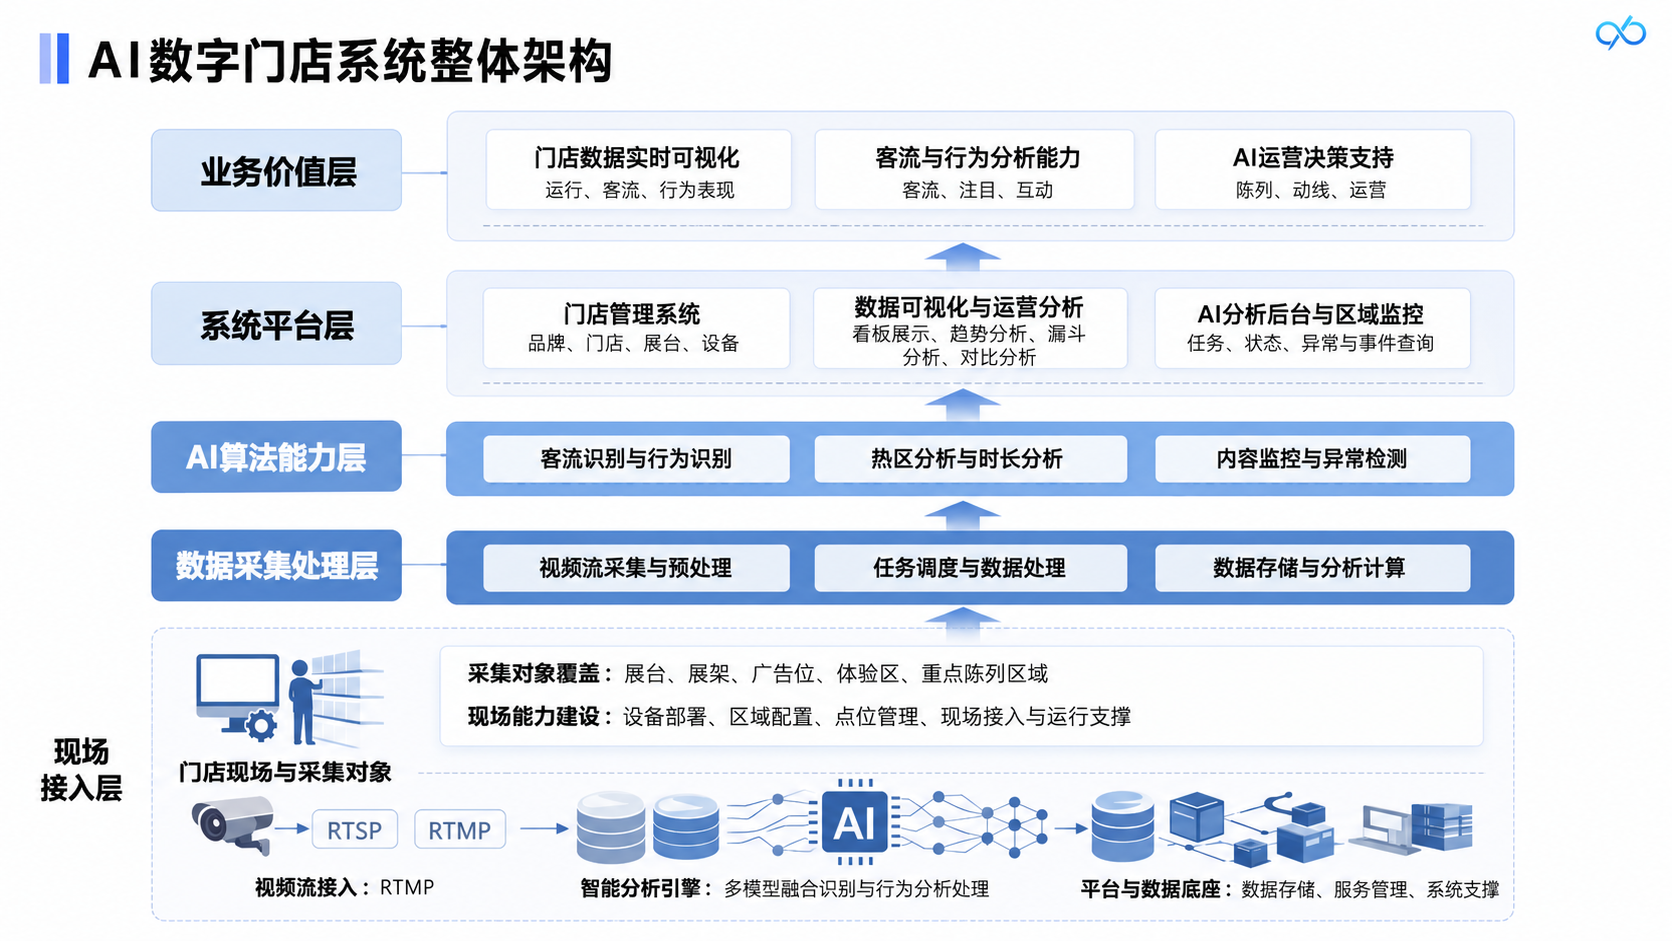 AI数字门店系统整体架构
业务价值层
门店数据实时可视化
运行、客流、行为表现
客流与行为分析能力
客流、注目、互动
AI运营决策支持
陈列、动线、运营
系统平台层
门店管理系统
品牌、门店、展台、设备
数据可视化与运营分析
看板展示、趋势分析、漏斗
分析、对比分析
AI分析后台与区域监控
任务、状态、异常与事件查询
AI算法能力层
客流识别与行为识别
热区分析与时长分析
内容监控与异常检测
数据采集处理层
视频流采集与预处理
任务调度与数据处理
数据存储与分析计算
现场
接入层
门店现场与采集对象
采集对象覆盖：展台、展架、广告位、体验区、重点陈列区域
现场能力建设：设备部署、区域配置、点位管理、现场接入与运行支撑
RTSP
RTMP
AI
视频流接入：RTMP
智能分析引擎：多模型融合识别与行为分析处理
平台与数据底座：数据存储、服务管理、系统支撑